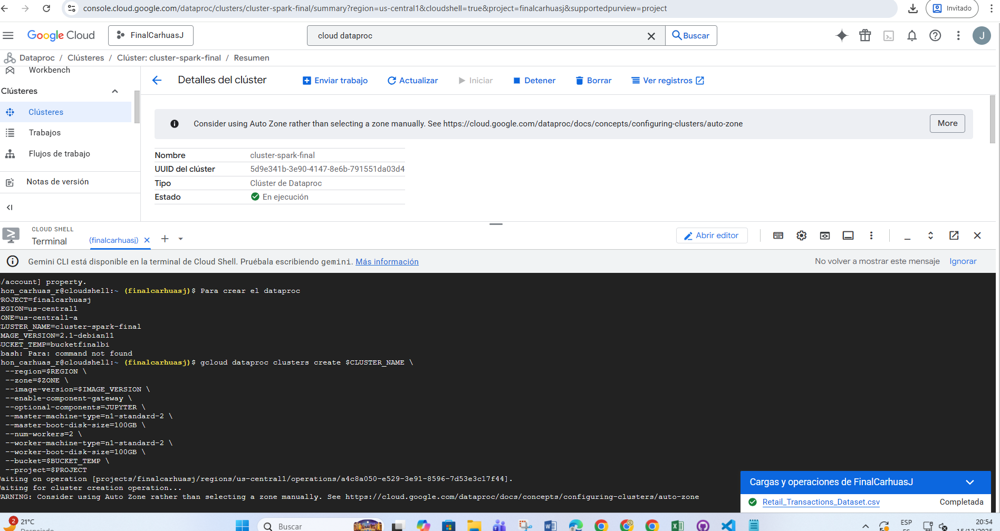 console.cloud.google.com/dataproc/clusters/cluster-spark-final/summary?region=us-central1&cloudshell=true&project=finalcarhuasj&supportedpurview=project
Invitado
Google Cloud
FinalCarhuasJ
cloud dataproc
Buscar
J
Dataproc / Clústeres / Clúster: cluster-spark-final / Resumen
Workbench
Clústeres
Clústeres
Trabajos
Flujos de trabajo
Notas de versión
Detalles del clúster
Enviar trabajo
Actualizar
Iniciar
Detener
Borrar
Ver registros
Consider using Auto Zone rather than selecting a zone manually. See https://cloud.google.com/dataproc/docs/concepts/configuring-clusters/auto-zone
More
Nombre cluster-spark-final
UUID del clúster 5d9e341b-3e90-4147-8e6b-791551da03d4
Tipo Clúster de Dataproc
Estado En ejecución
CLOUD SHELL
Terminal
(finalcarhuasj)
Abrir editor
Gemini CLI está disponible en la terminal de Cloud Shell. Pruébala escribiendo gemini. Más información
No volver a mostrar este mensaje
Ignorar
/account] property.
hon_carhuas_r@cloudshell:~ (finalcarhuasj)$ Para crear el dataproc
PROJECT=finalcarhuasj
REGION=us-central1
ZONE=us-central1-a
CLUSTER_NAME=cluster-spark-final
IMAGE_VERSION=2.1-debian11
BUCKET_TEMP=bucketfinalbi
bash: Para: command not found
hon_carhuas_r@cloudshell:~ (finalcarhuasj)$ gcloud dataproc clusters create $CLUSTER_NAME \
--region=$REGION \
--zone=$ZONE \
--image-version=$IMAGE_VERSION \
--enable-component-gateway \
--optional-components=JUPYTER \
--master-machine-type=n1-standard-2 \
--master-boot-disk-size=100GB \
--num-workers=2 \
--worker-machine-type=n1-standard-2 \
--worker-boot-disk-size=100GB \
--bucket=$BUCKET_TEMP \
--project=$PROJECT
Waiting on operation [projects/finalcarhuasj/regions/us-central1/operations/a4c8a050-e529-3e91-8596-7d53e3c17f44].
Waiting for cluster creation operation...
WARNING: Consider using Auto Zone rather than selecting a zone manually. See https://cloud.google.com/dataproc/docs/concepts/configuring-clusters/auto-zone
Cargas y operaciones de FinalCarhuasJ
Retail_Transactions_Dataset.csv
Completada
2
21°C
Despejado
Buscar
ESP
20:54